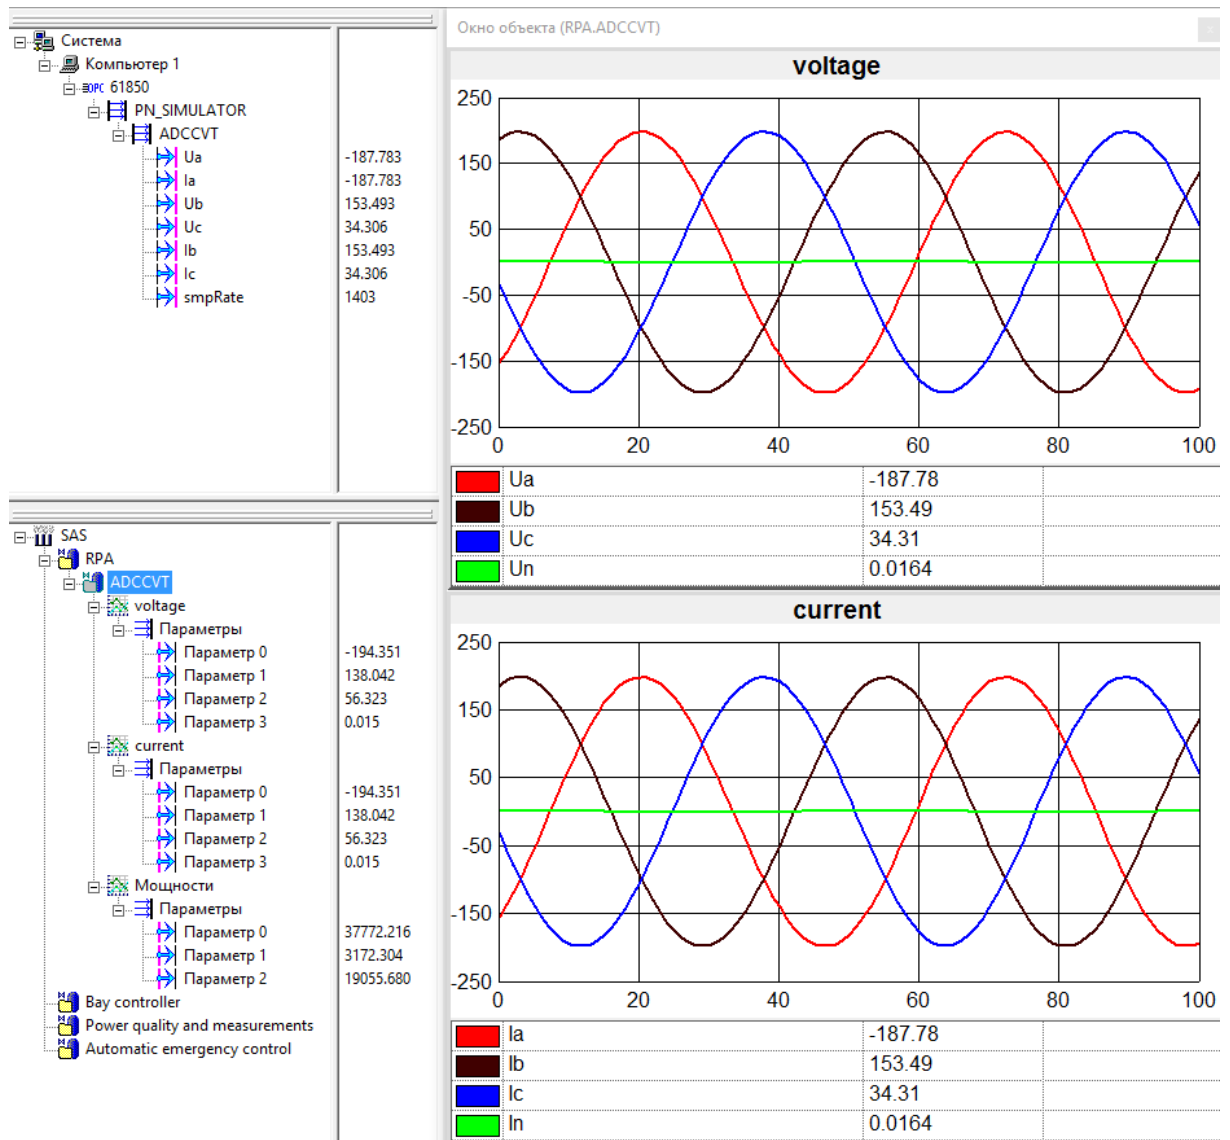 Система
Компьютер 1
OPC 61850
PN_SIMULATOR
ADCCVT
Ua -187.783
Ia -187.783
Ub 153.493
Uc 34.306
Ib 153.493
Ic 34.306
smpRate 1403
SAS
RPA
ADCCVT
voltage
Параметры
Параметр 0 -194.351
Параметр 1 138.042
Параметр 2 56.323
Параметр 3 0.015
current
Параметры
Параметр 0 -194.351
Параметр 1 138.042
Параметр 2 56.323
Параметр 3 0.015
Мощности
Параметры
Параметр 0 37772.216
Параметр 1 3172.304
Параметр 2 19055.680
Bay controller
Power quality and measurements
Automatic emergency control
Окно объекта (RPA.ADCCVT)
voltage
250
150
50
-50
-150
-250
0 20 40 60 80 100
Ua -187.78
Ub 153.49
Uc 34.31
Un 0.0164
current
250
150
50
-50
-150
-250
0 20 40 60 80 100
Ia -187.78
Ib 153.49
Ic 34.31
In 0.0164